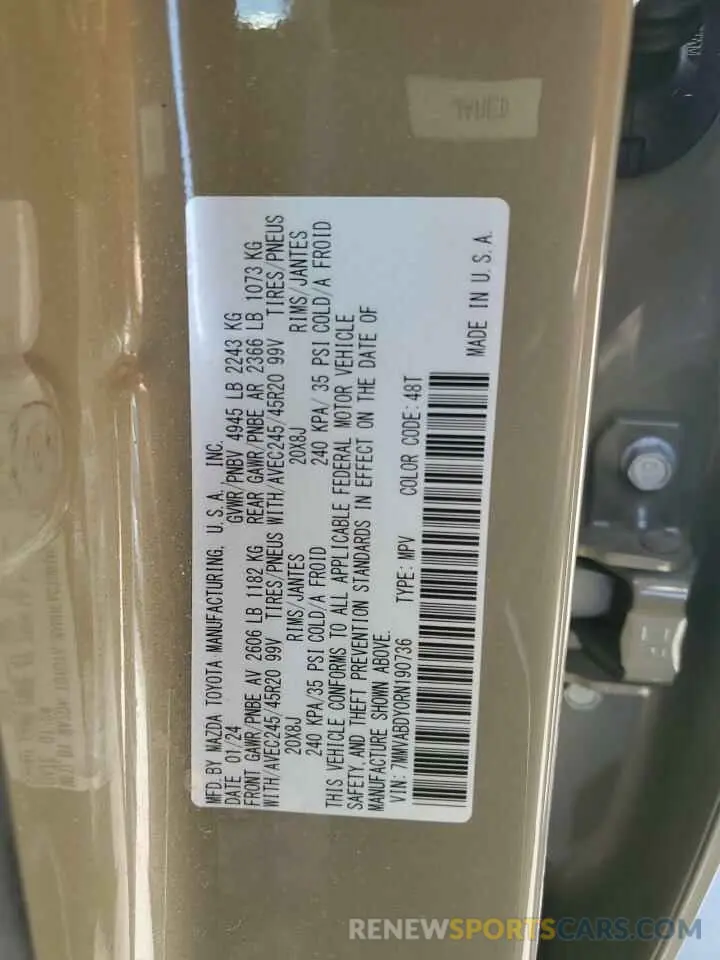 MFD.BY MAZDA TOYOTA MANUFACTURING, U.S.A. INC.
DATE 01/24 GVWR/PNBV 4945 LB 2243 KG
FRONT GAWR/PNBE AV 2606 LB 1182 KG REAR GAWR/PNBE AR 2366 LB 1073 KG
WITH/AVEC245/45R20 99V TIRES/PNEUS WITH/AVEC245/45R20 99V TIRES/PNEUS
20X8J RIMS/JANTES 20X8J RIMS/JANTES
240 KPA/35 PSI COLD/A FROID 240 KPA/ 35 PSI COLD/A FROID
THIS VEHICLE CONFORMS TO ALL APPLICABLE FEDERAL MOTOR VEHICLE
SAFETY, AND THEFT PREVENTION STANDARDS IN EFFECT ON THE DATE OF
MANUFACTURE SHOWN ABOVE.
VIN: 7MMVABDY0RN190736 TYPE: MPV COLOR CODE: 48T
MADE IN U.S.A.
RENEWSPORTSCARS.COM